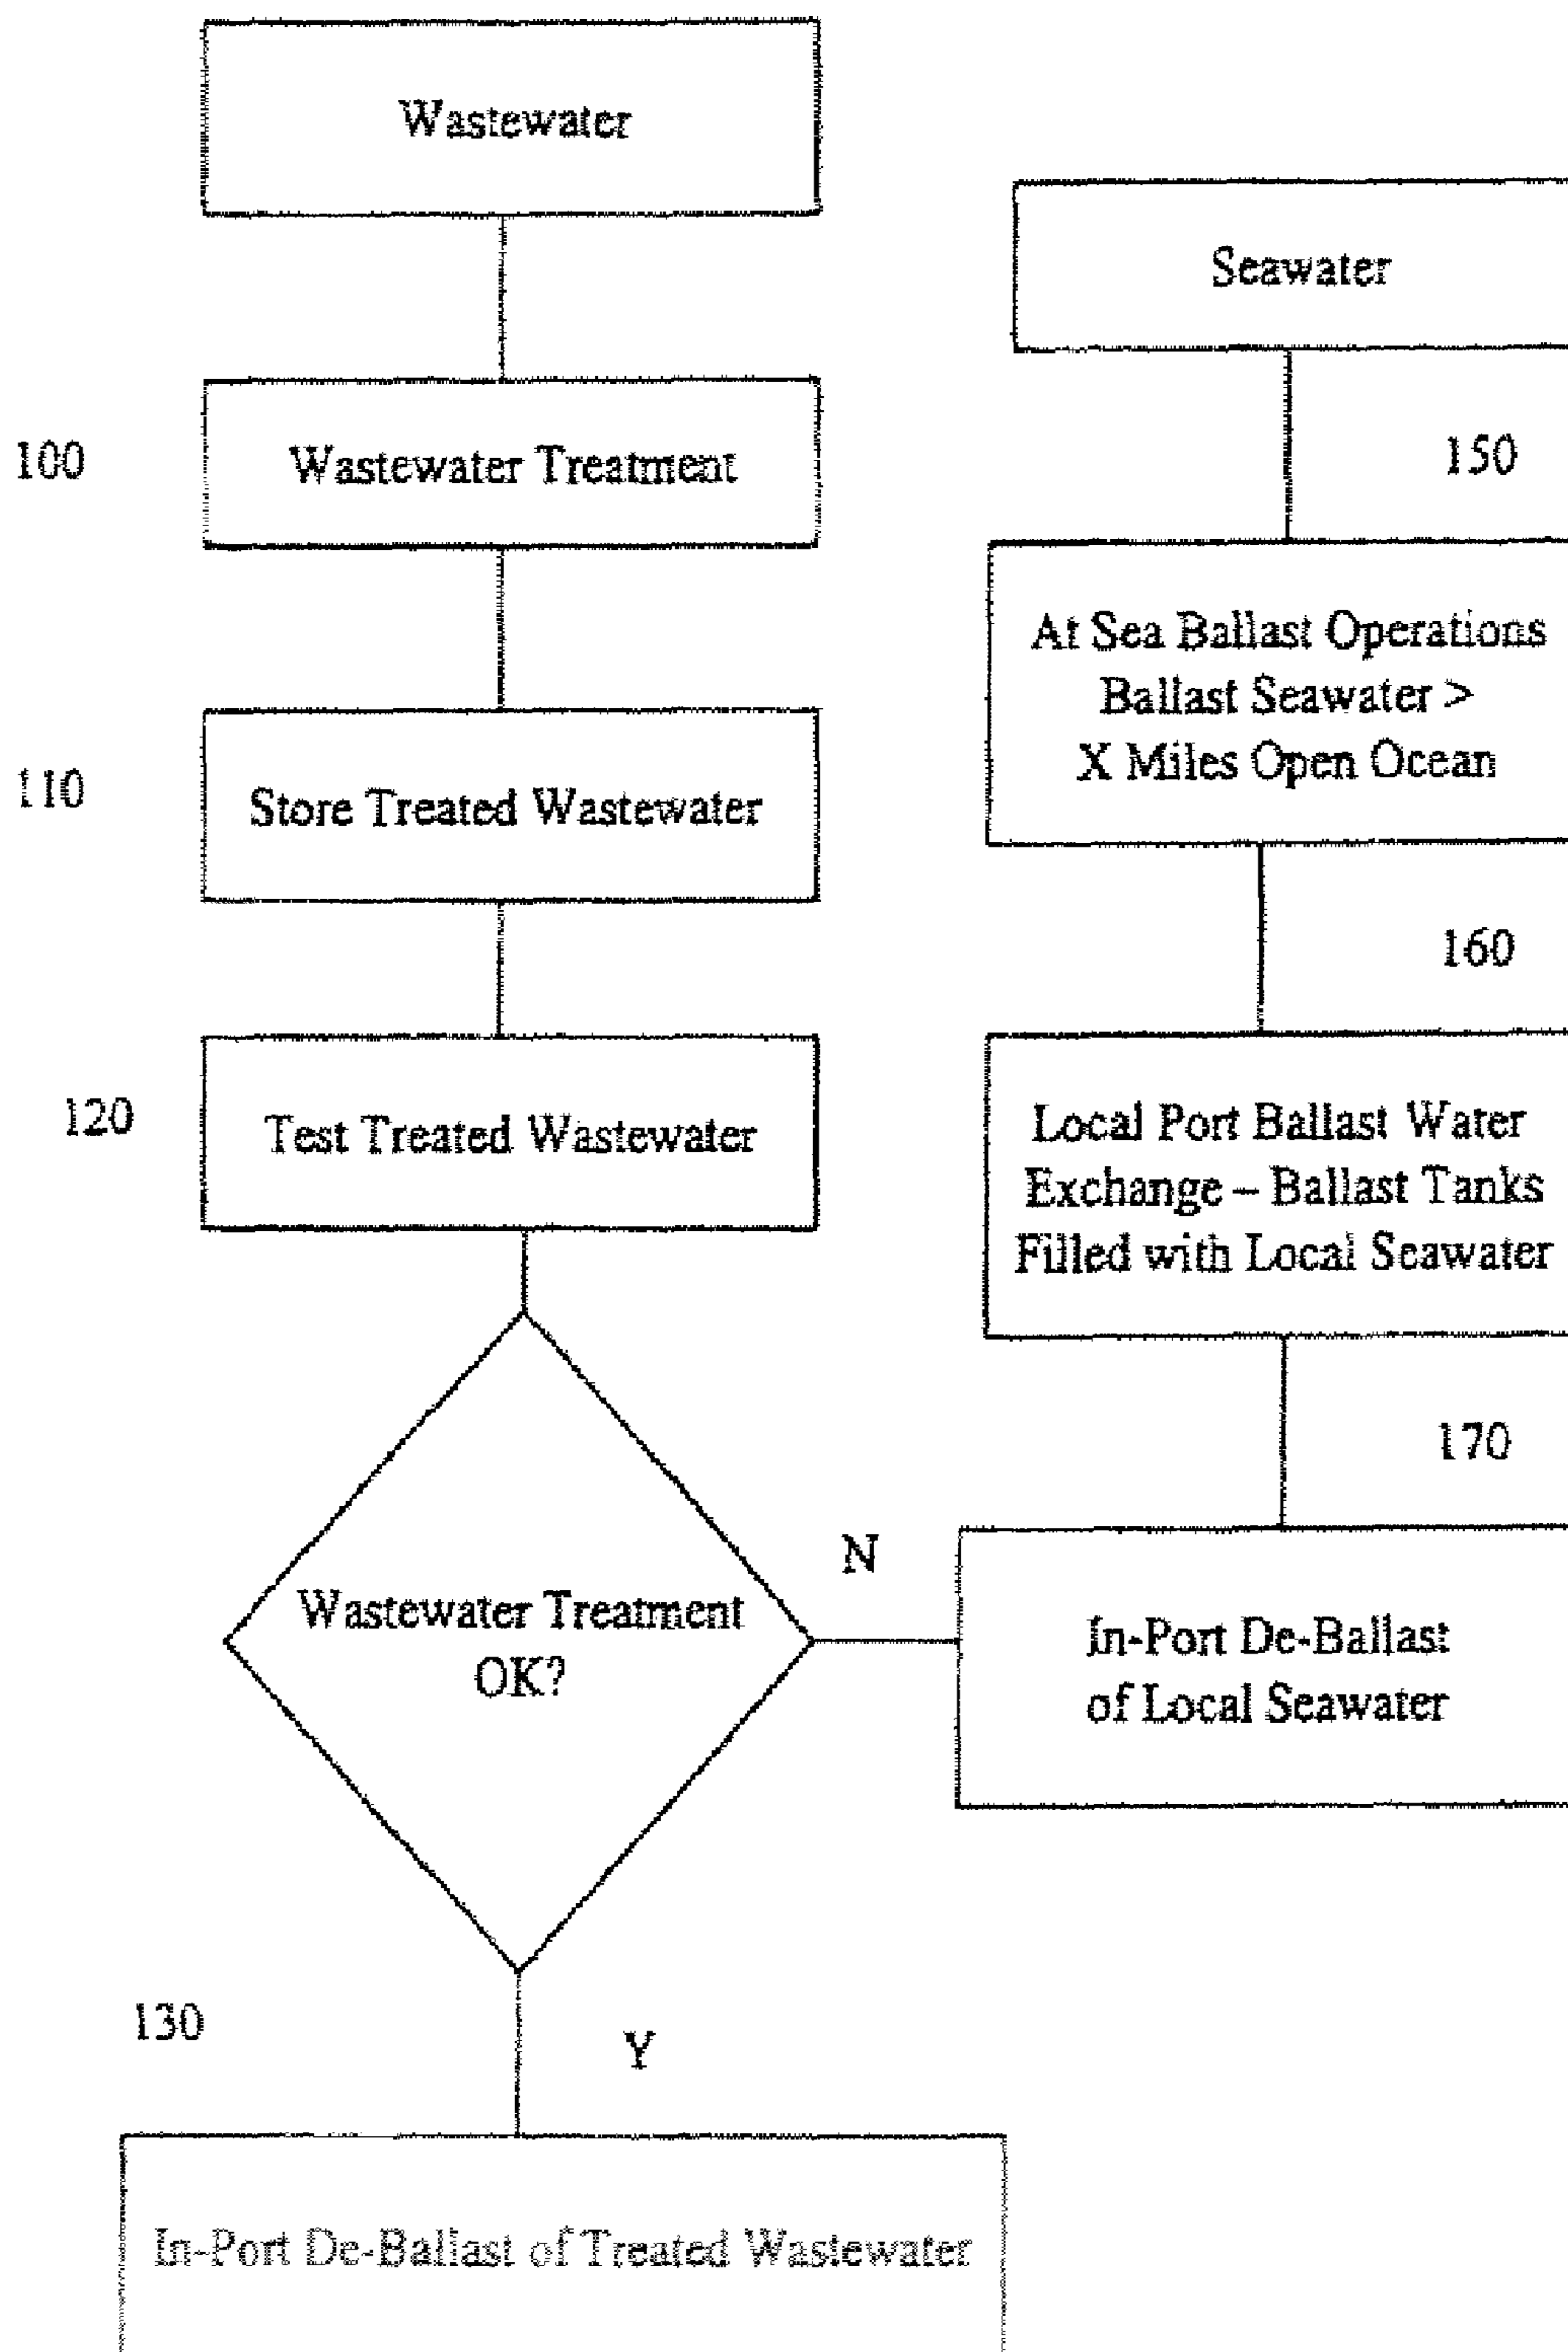 Wastewater
100
Wastewater Treatment
110
Store Treated Wastewater
120
Test Treated Wastewater
Wastewater Treatment
OK?
N
130
Y
In-Port De-Ballast of Treated Wastewater
Seawater
150
At Sea Ballast Operations
Ballast Seawater >
X Miles Open Ocean
160
Local Port Ballast Water
Exchange – Ballast Tanks
Filled with Local Seawater
170
In-Port De-Ballast
of Local Seawater